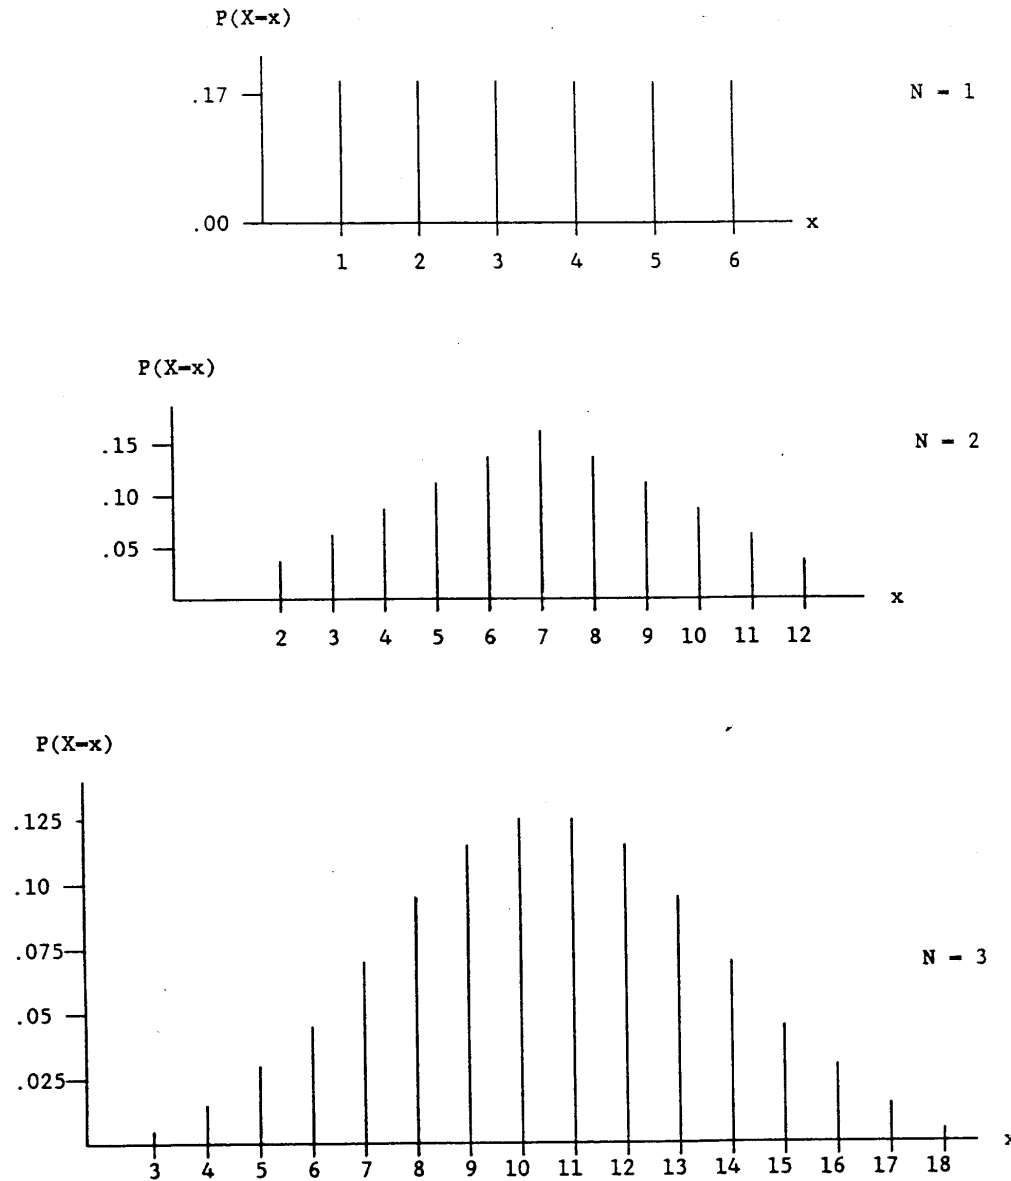 P(X=x)
.17
N = 1
.00
x
1 2 3 4 5 6
P(X=x)
.15
N = 2
.10
.05
x
2 3 4 5 6 7 8 9 10 11 12
P(X=x)
.125
.10
.075
N = 3
.05
.025
x
3 4 5 6 7 8 9 10 11 12 13 14 15 16 17 18